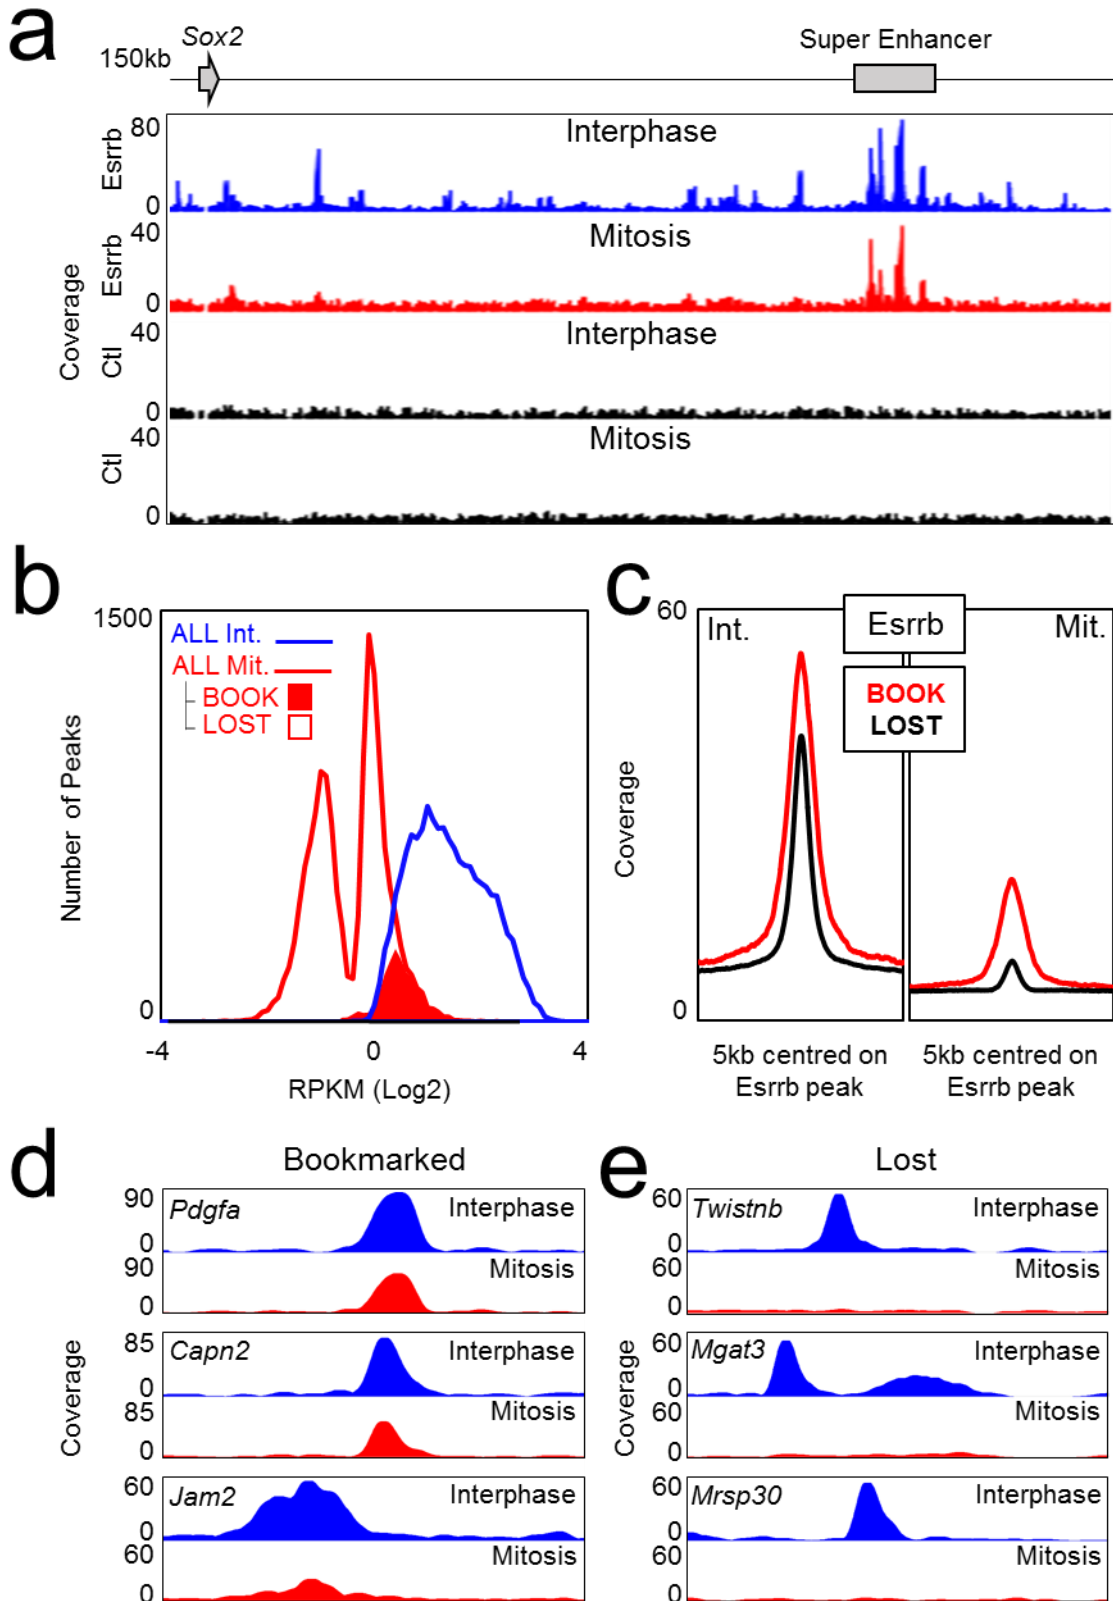 a
Sox2
150kb
Super Enhancer
80
Interphase
Esrrb
0
40
Mitosis
Esrrb
0
Coverage
40
Interphase
Ctl
0
40
Mitosis
Ctl
0
b
1500
ALL Int.
ALL Mit.
BOOK
LOST
Number of Peaks
0
-4
0
4
RPKM (Log2)
c
60
Int.
Esrrb
Mit.
BOOK
LOST
Coverage
0
5kb centred on
Esrrb peak
5kb centred on
Esrrb peak
d
Bookmarked
90
Pdgfa
Interphase
0
90
Mitosis
0
Coverage
85
Capn2
Interphase
0
85
Mitosis
0
60
Jam2
Interphase
0
60
Mitosis
0
e
Lost
60
Twistnb
Interphase
0
60
Mitosis
0
Coverage
60
Mgat3
Interphase
0
60
Mitosis
0
60
Mrsp30
Interphase
0
60
Mitosis
0